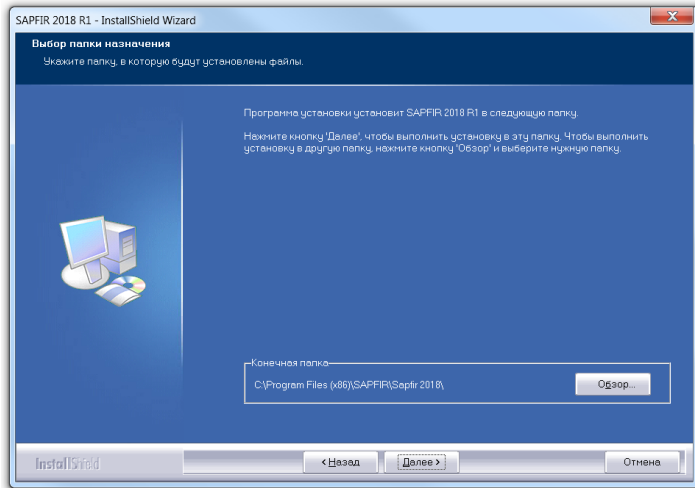 SAPFIR 2018 R1 - InstallShield Wizard
Выбор папки назначения
Укажите папку, в которую будут установлены файлы.
Программа установки установит SAPFIR 2018 R1 в следующую папку.
Нажмите кнопку 'Далее', чтобы выполнить установку в эту папку. Чтобы выполнить
установку в другую папку, нажмите кнопку 'Обзор' и выберите нужную папку.
Конечная папка
C:\Program Files (x86)\SAPFIR\Sapfir 2018\
Обзор...
InstallShield
< Назад
Далее >
Отмена